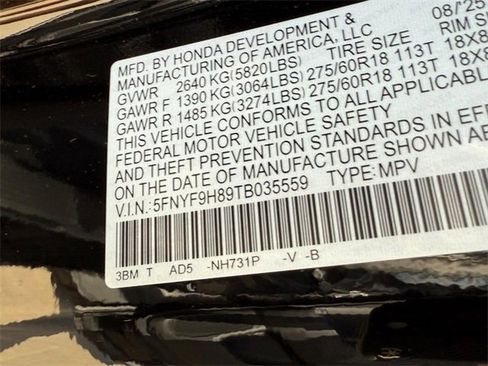 MFD. BY HONDA DEVELOPMENT & 08/25
MANUFACTURING OF AMERICA, LLC
GVWR 2640 KG(5820LBS) TIRE SIZE RIM
GAWR F 1390 KG(3064LBS) 275/60R18 113T 18X8
GAWR R 1485 KG(3274LBS) 275/60R18 113T 18X8
THIS VEHICLE CONFORMS TO ALL APPLICABLE
FEDERAL MOTOR VEHICLE SAFETY
AND THEFT PREVENTION STANDARDS IN
ON THE DATE OF MANUFACTURE SHOWN
V.I.N.:5FNYF9H89TB035559 TYPE:MPV
3BM T AD5 -NH731P -V -B